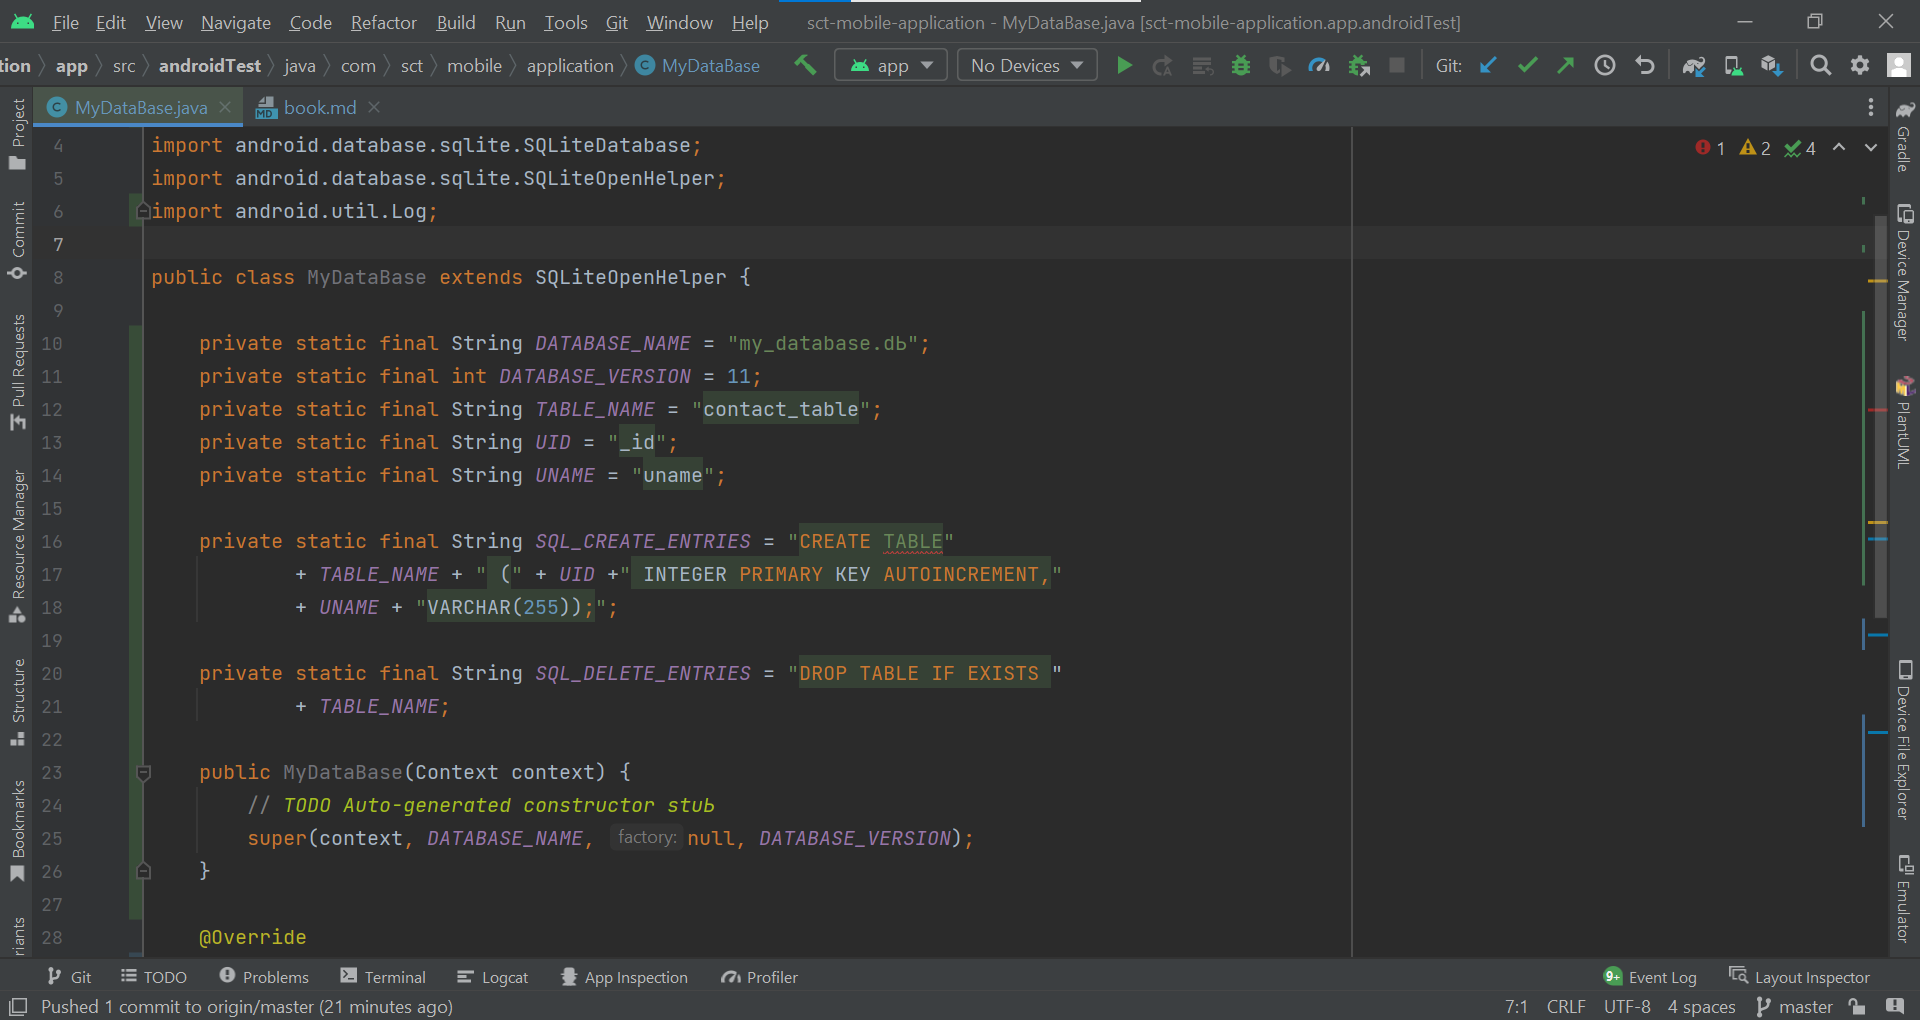 File Edit View Navigate Code Refactor Build Run Tools Git Window Help sct-mobile-application - MyDataBase.java [sct-mobile-application.app.androidTest]
tion app src androidTest java com sct mobile application MyDataBase app No Devices Git:
MyDataBase.java book.md
4 import android.database.sqlite.SQLiteDatabase; 1 2 4
5 import android.database.sqlite.SQLiteOpenHelper;
6 import android.util.Log;
7
8 public class MyDataBase extends SQLiteOpenHelper {
9
10 private static final String DATABASE_NAME = "my_database.db";
11 private static final int DATABASE_VERSION = 11;
12 private static final String TABLE_NAME = "contact_table";
13 private static final String UID = "_id";
14 private static final String UNAME = "uname";
15
16 private static final String SQL_CREATE_ENTRIES = "CREATE TABLE"
17 + TABLE_NAME + " (" + UID +" INTEGER PRIMARY KEY AUTOINCREMENT,"
18 + UNAME + "VARCHAR(255));";
19
20 private static final String SQL_DELETE_ENTRIES = "DROP TABLE IF EXISTS "
21 + TABLE_NAME;
22
23 public MyDataBase(Context context) {
24 // TODO Auto-generated constructor stub
25 super(context, DATABASE_NAME, factory: null, DATABASE_VERSION);
26 }
27
28 @Override
Project
Commit
Pull Requests
Resource Manager
Structure
Bookmarks
riants
Gradle
Device Manager
PlantUML
Device File Explorer
Emulator
Git TODO Problems Terminal Logcat App Inspection Profiler 9+ Event Log Layout Inspector
Pushed 1 commit to origin/master (21 minutes ago) 7:1 CRLF UTF-8 4 spaces master